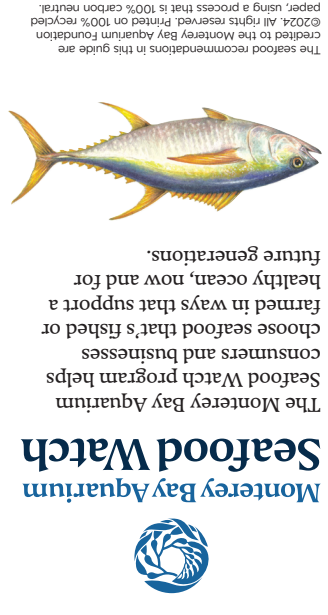 Monterey Bay Aquarium
Seafood Watch
The Monterey Bay Aquarium
Seafood Watch program helps
consumers and businesses
choose seafood that's fished or
farmed in ways that support a
healthy ocean, now and for
future generations.
The seafood recommendations in this guide are
credited to the Monterey Bay Aquarium Foundation
©2024. All rights reserved. Printed on 100% recycled
paper, using a process that is 100% carbon neutral.